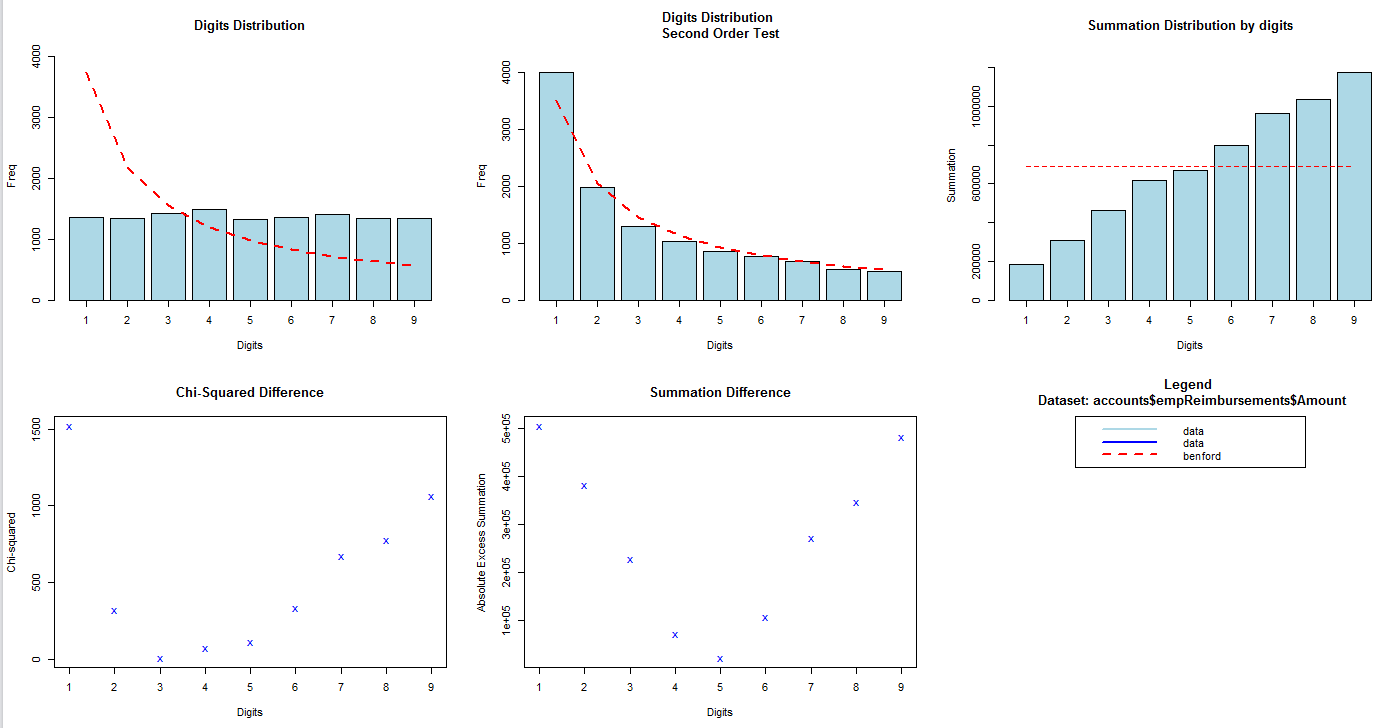 Digits Distribution
Freq
0 1000 2000 3000 4000
1 2 3 4 5 6 7 8 9
Digits
Digits Distribution
Second Order Test
Freq
0 1000 2000 3000 4000
1 2 3 4 5 6 7 8 9
Digits
Summation Distribution by digits
Summation
0 200000 600000 1000000
1 2 3 4 5 6 7 8 9
Digits
Chi-Squared Difference
Chi-squared
0 500 1000 1500
1 2 3 4 5 6 7 8 9
Digits
Summation Difference
Absolute Excess Summation
1e+05 2e+05 3e+05 4e+05 5e+05
1 2 3 4 5 6 7 8 9
Digits
Legend
Dataset: accounts$empReimbursements$Amount
data
data
benford